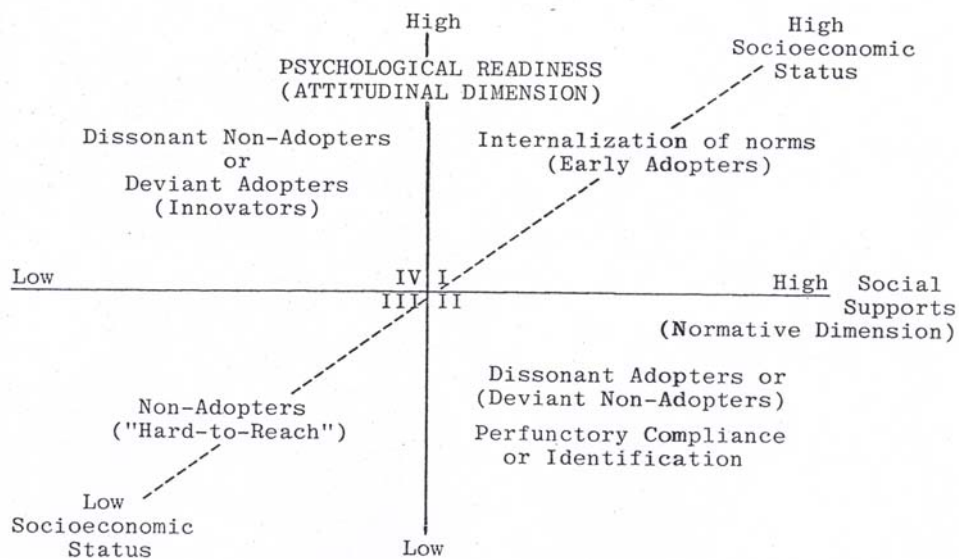 High
PSYCHOLOGICAL READINESS
(ATTITUDINAL DIMENSION)
High
Socioeconomic
Status
Dissonant Non-Adopters
or
Deviant Adopters
(Innovators)
Internalization of norms
(Early Adopters)
Low
IV I
III II
High Social
Supports
(Normative Dimension)
Non-Adopters
("Hard-to-Reach")
Dissonant Adopters or
(Deviant Non-Adopters)
Perfunctory Compliance
or Identification
Low
Socioeconomic
Status
Low